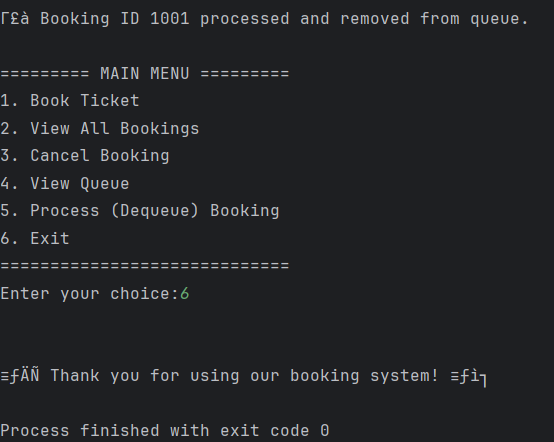 Γ£à Booking ID 1001 processed and removed from queue.
========= MAIN MENU =========
1. Book Ticket
2. View All Bookings
3. Cancel Booking
4. View Queue
5. Process (Dequeue) Booking
6. Exit
=============================
Enter your choice:6
≡ƒÄÑ Thank you for using our booking system! ≡ƒì┐
Process finished with exit code 0